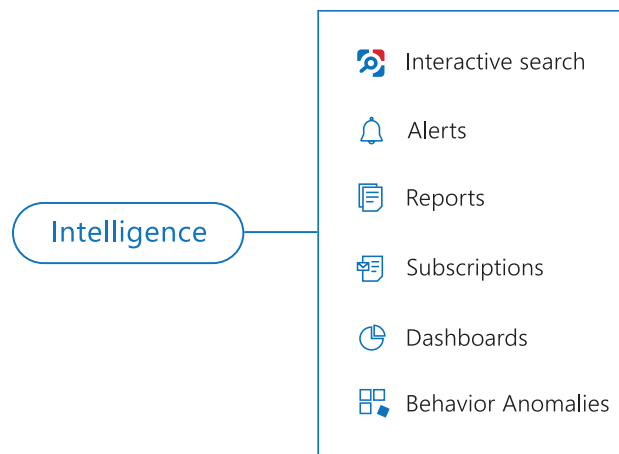 Intelligence
Interactive search
Alerts
Reports
Subscriptions
Dashboards
Behavior Anomalies